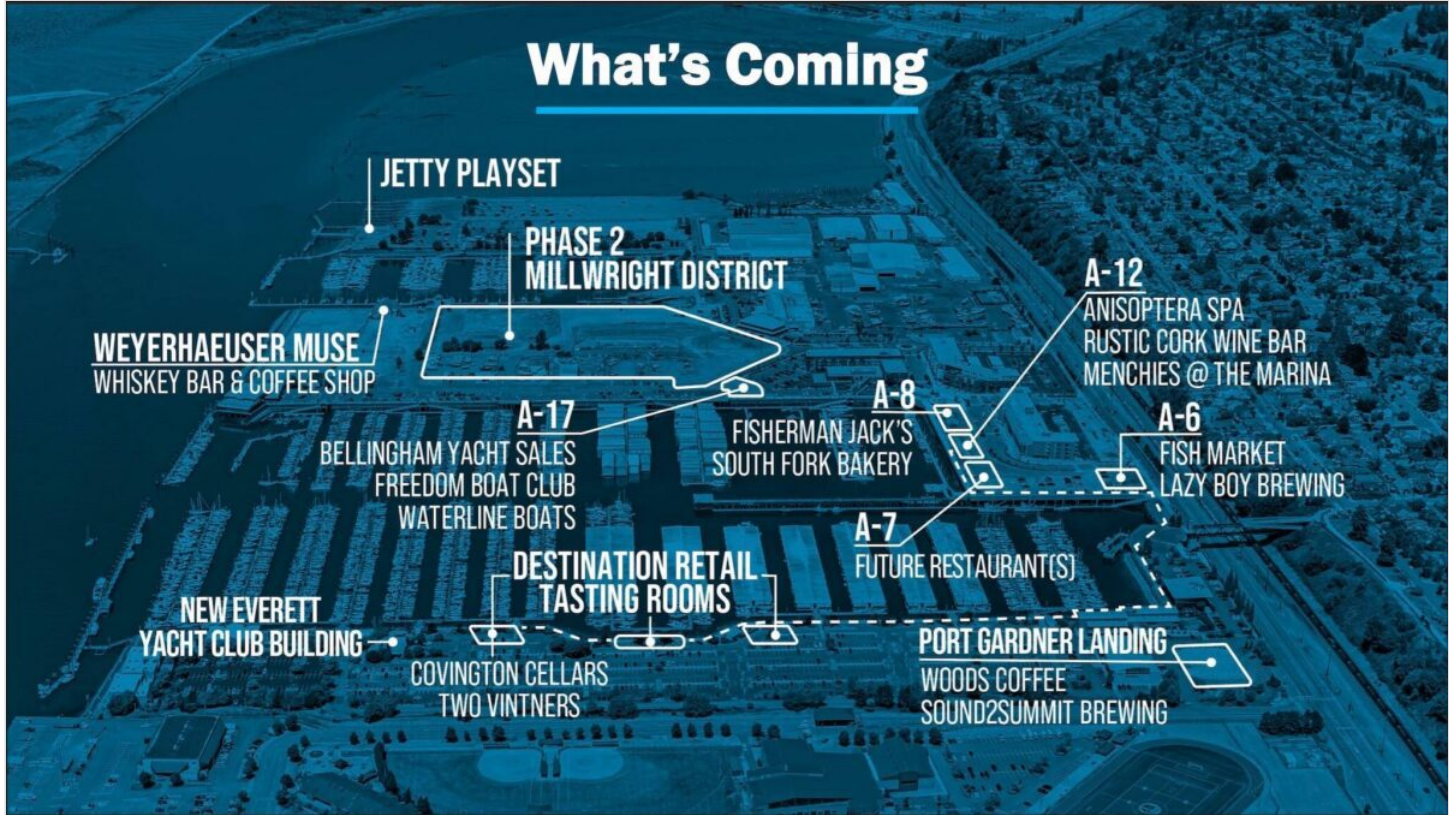 What's Coming
JETTY PLAYSET
PHASE 2
MILLWRIGHT DISTRICT
WEYERHAEUSER MUSE
WHISKEY BAR & COFFEE SHOP
A-12
ANISOPTERA SPA
RUSTIC CORK WINE BAR
MENCHIES @ THE MARINA
A-17
BELLINGHAM YACHT SALES
FREEDOM BOAT CLUB
WATERLINE BOATS
A-8
FISHERMAN JACK'S
SOUTH FORK BAKERY
A-6
FISH MARKET
LAZY BOY BREWING
A-7
FUTURE RESTAURANT(S)
DESTINATION RETAIL
TASTING ROOMS
NEW EVERETT
YACHT CLUB BUILDING
COVINGTON CELLARS
TWO VINTNERS
PORT GARDNER LANDING
WOODS COFFEE
SOUND2SUMMIT BREWING